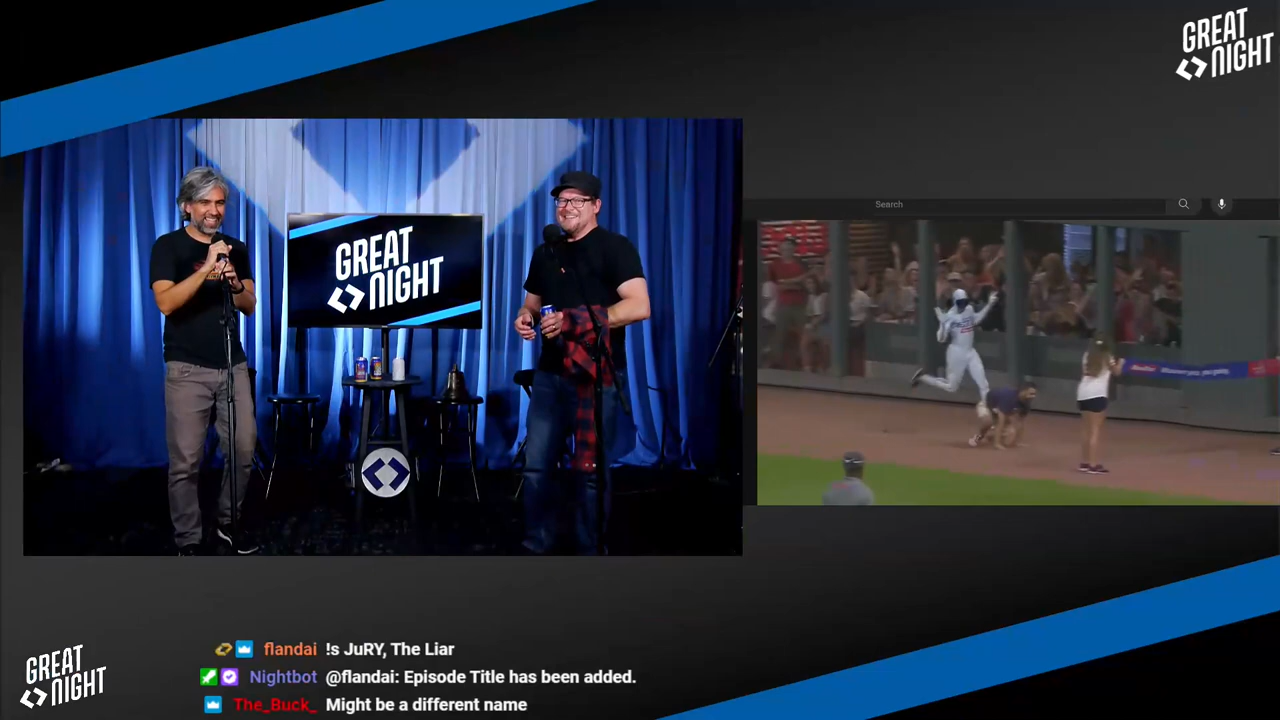 GREAT
NIGHT
GREAT
NIGHT
Search
GREAT
NIGHT
flandai !s JuRY, The Liar
Nightbot @flandai: Episode Title has been added.
The_Buck_ Might be a different name